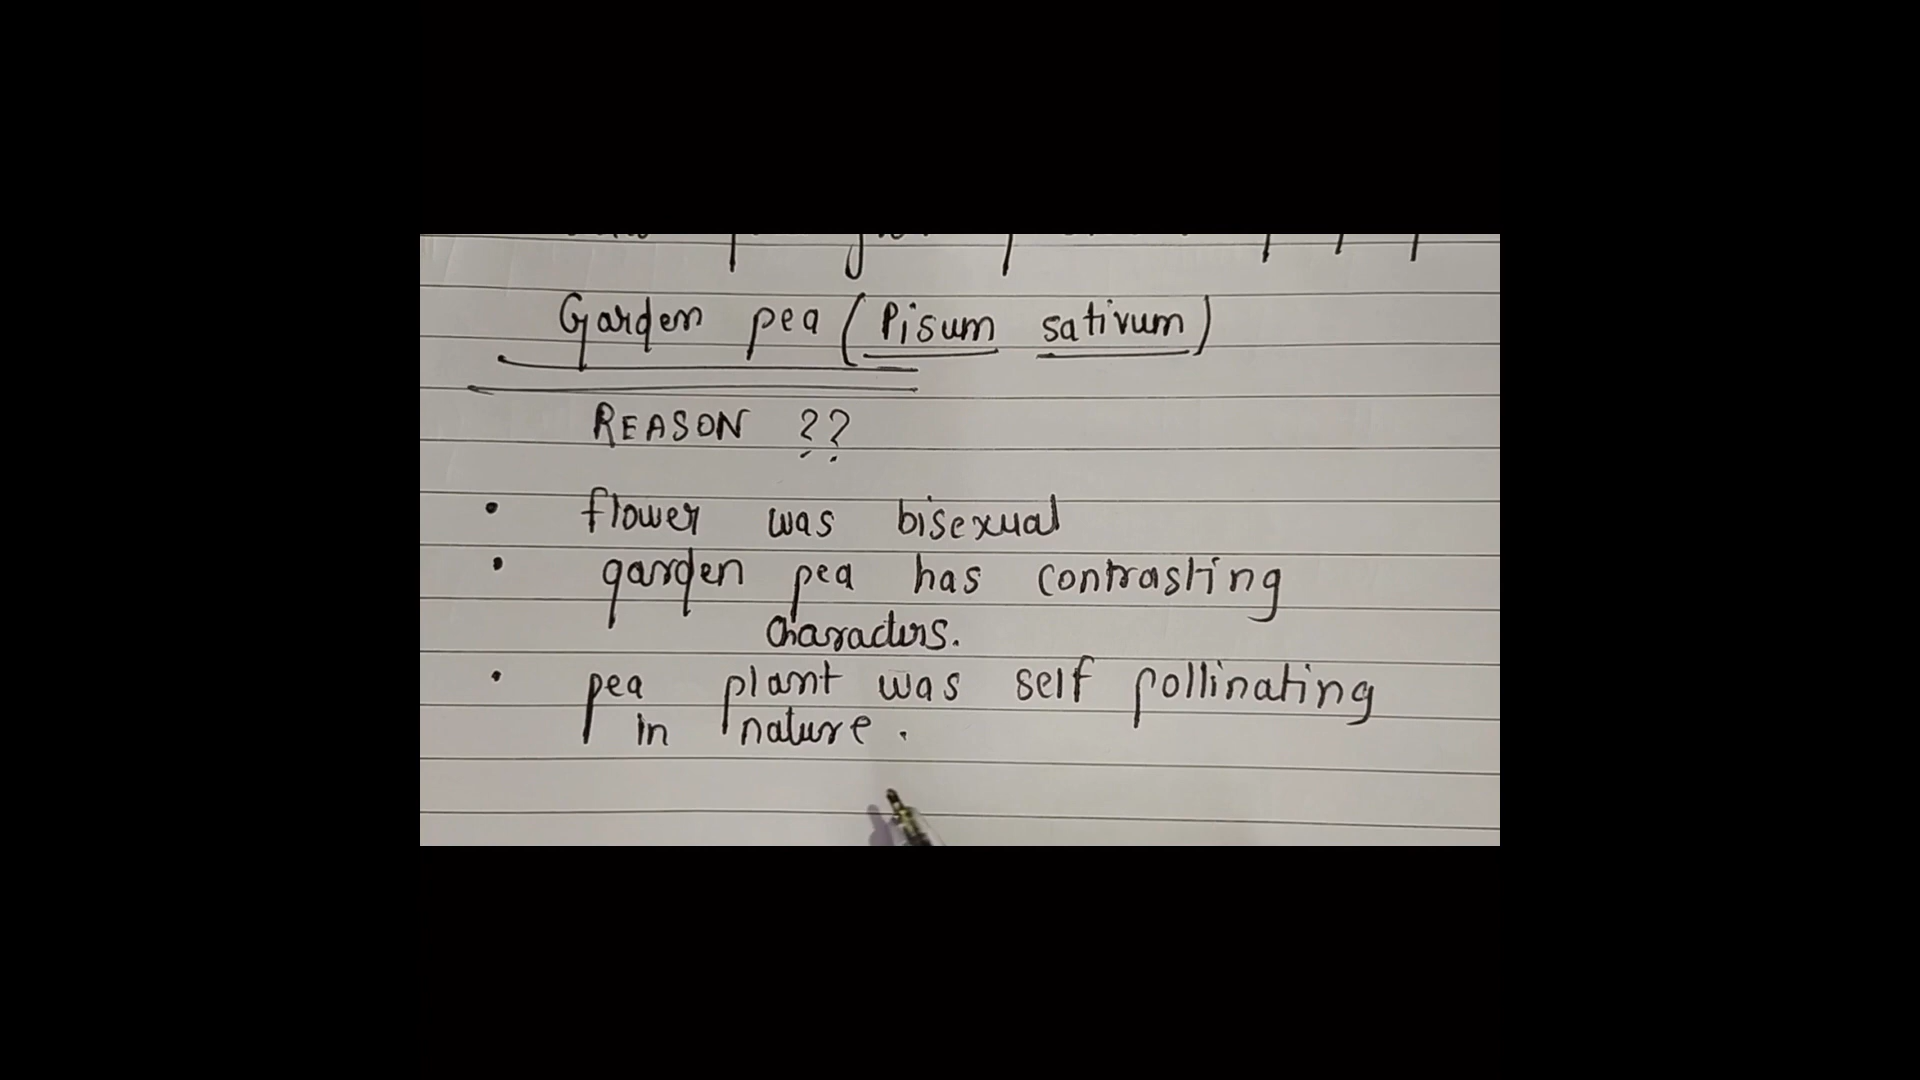 Garden pea (Pisum sativum)
REASON ??
• flower was bisexual
• garden pea has contrasting
characters.
• pea plant was self pollinating
in nature.